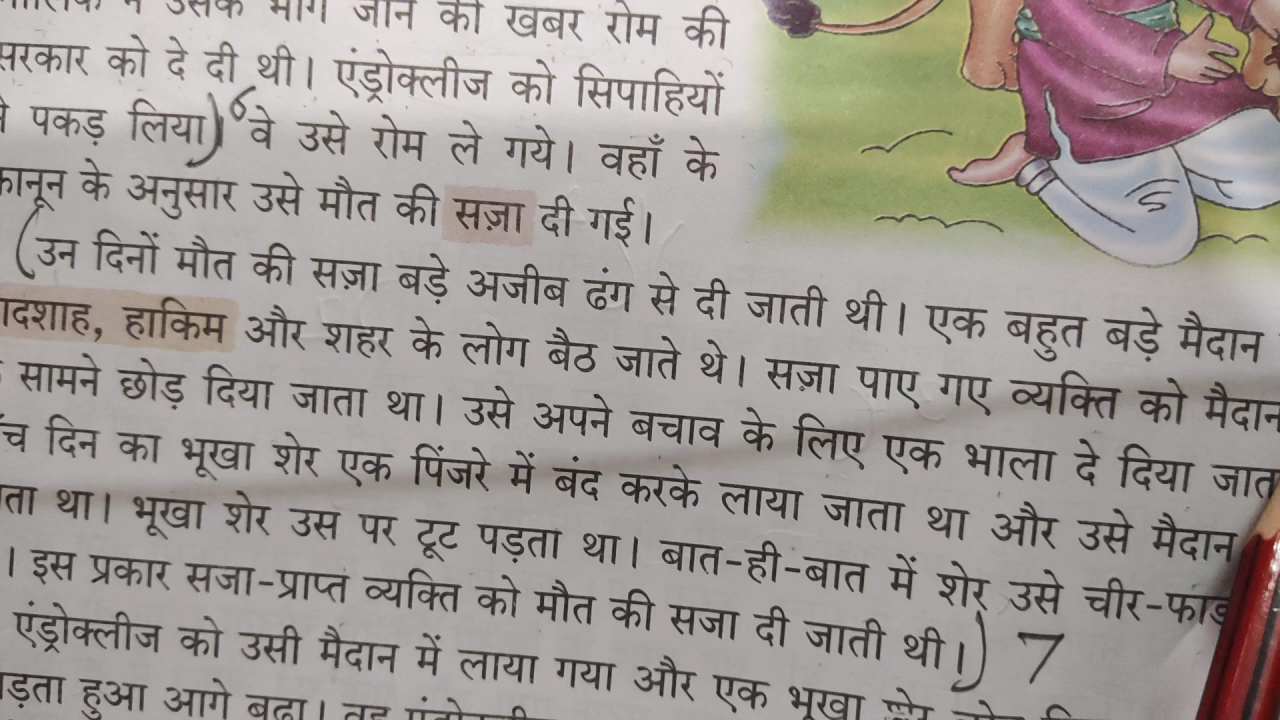 उसके भाग जाने की खबर रोम की
सरकार को दे दी थी। एंड्रोक्लीज को सिपाहियों
पकड़ लिया) 6 वे उसे रोम ले गये। वहाँ के
कानून के अनुसार उसे मौत की सज़ा दी गई।
(उन दिनों मौत की सज़ा बड़े अजीब ढंग से दी जाती थी। एक बहुत बड़े मैदान
ादशाह, हाकिम और शहर के लोग बैठ जाते थे। सज़ा पाए गए व्यक्ति को मैदान
सामने छोड़ दिया जाता था। उसे अपने बचाव के लिए एक भाला दे दिया जात
ँच दिन का भूखा शेर एक पिंजरे में बंद करके लाया जाता था और उसे मैदान
ता था। भूखा शेर उस पर टूट पड़ता था। बात-ही-बात में शेर उसे चीर-फाड़
। इस प्रकार सजा-प्राप्त व्यक्ति को मौत की सजा दी जाती थी।) 7
एंड्रोक्लीज को उसी मैदान में लाया गया और एक भूखा शेर
ड़ता हुआ आगे बढ़ा। वह